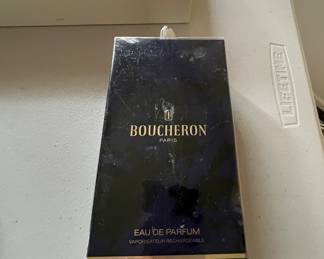 BOUCHERON
PARIS
EAU DE PARFUM
VAPORISATEUR RECHARGEABLE
LIFETIME